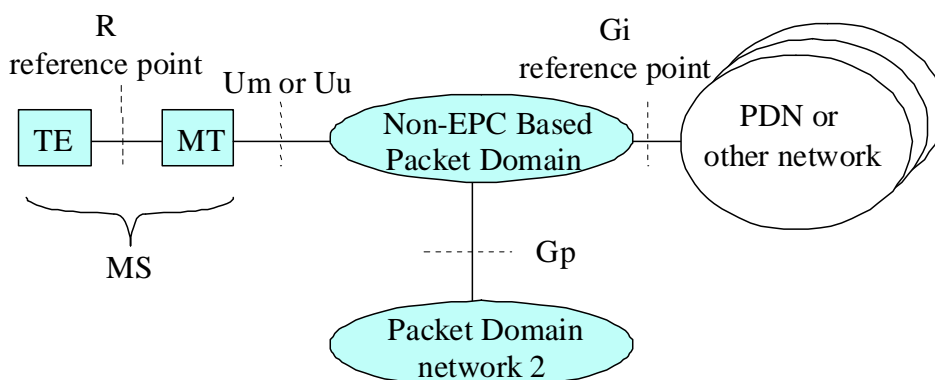 R
reference point
Gi
reference point
Um or Uu
TE
MT
Non-EPC Based
Packet Domain
PDN or
other network
MS
Gp
Packet Domain
network 2